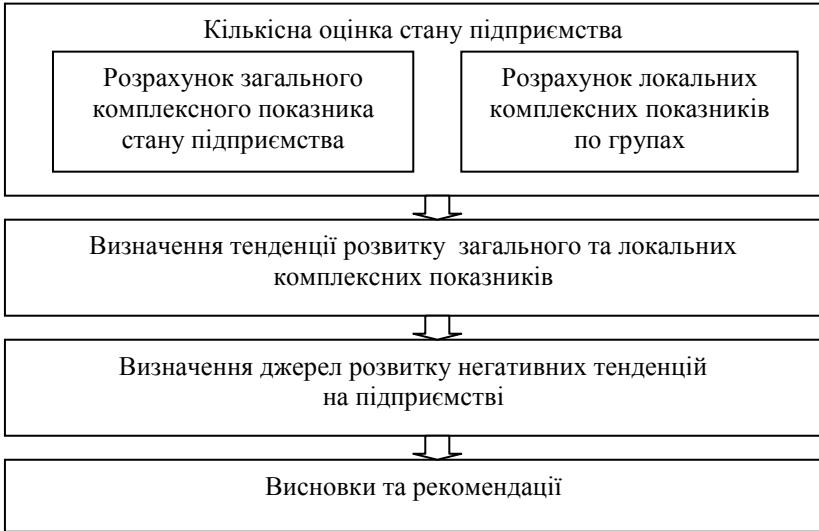 Кількісна оцінка стану підприємства
Розрахунок загального
комплексного показника
стану підприємства
Розрахунок локальних
комплексних показників
по групах
Визначення тенденції розвитку загального та локальних
комплексних показників
Визначення джерел розвитку негативних тенденцій
на підприємстві
Висновки та рекомендації